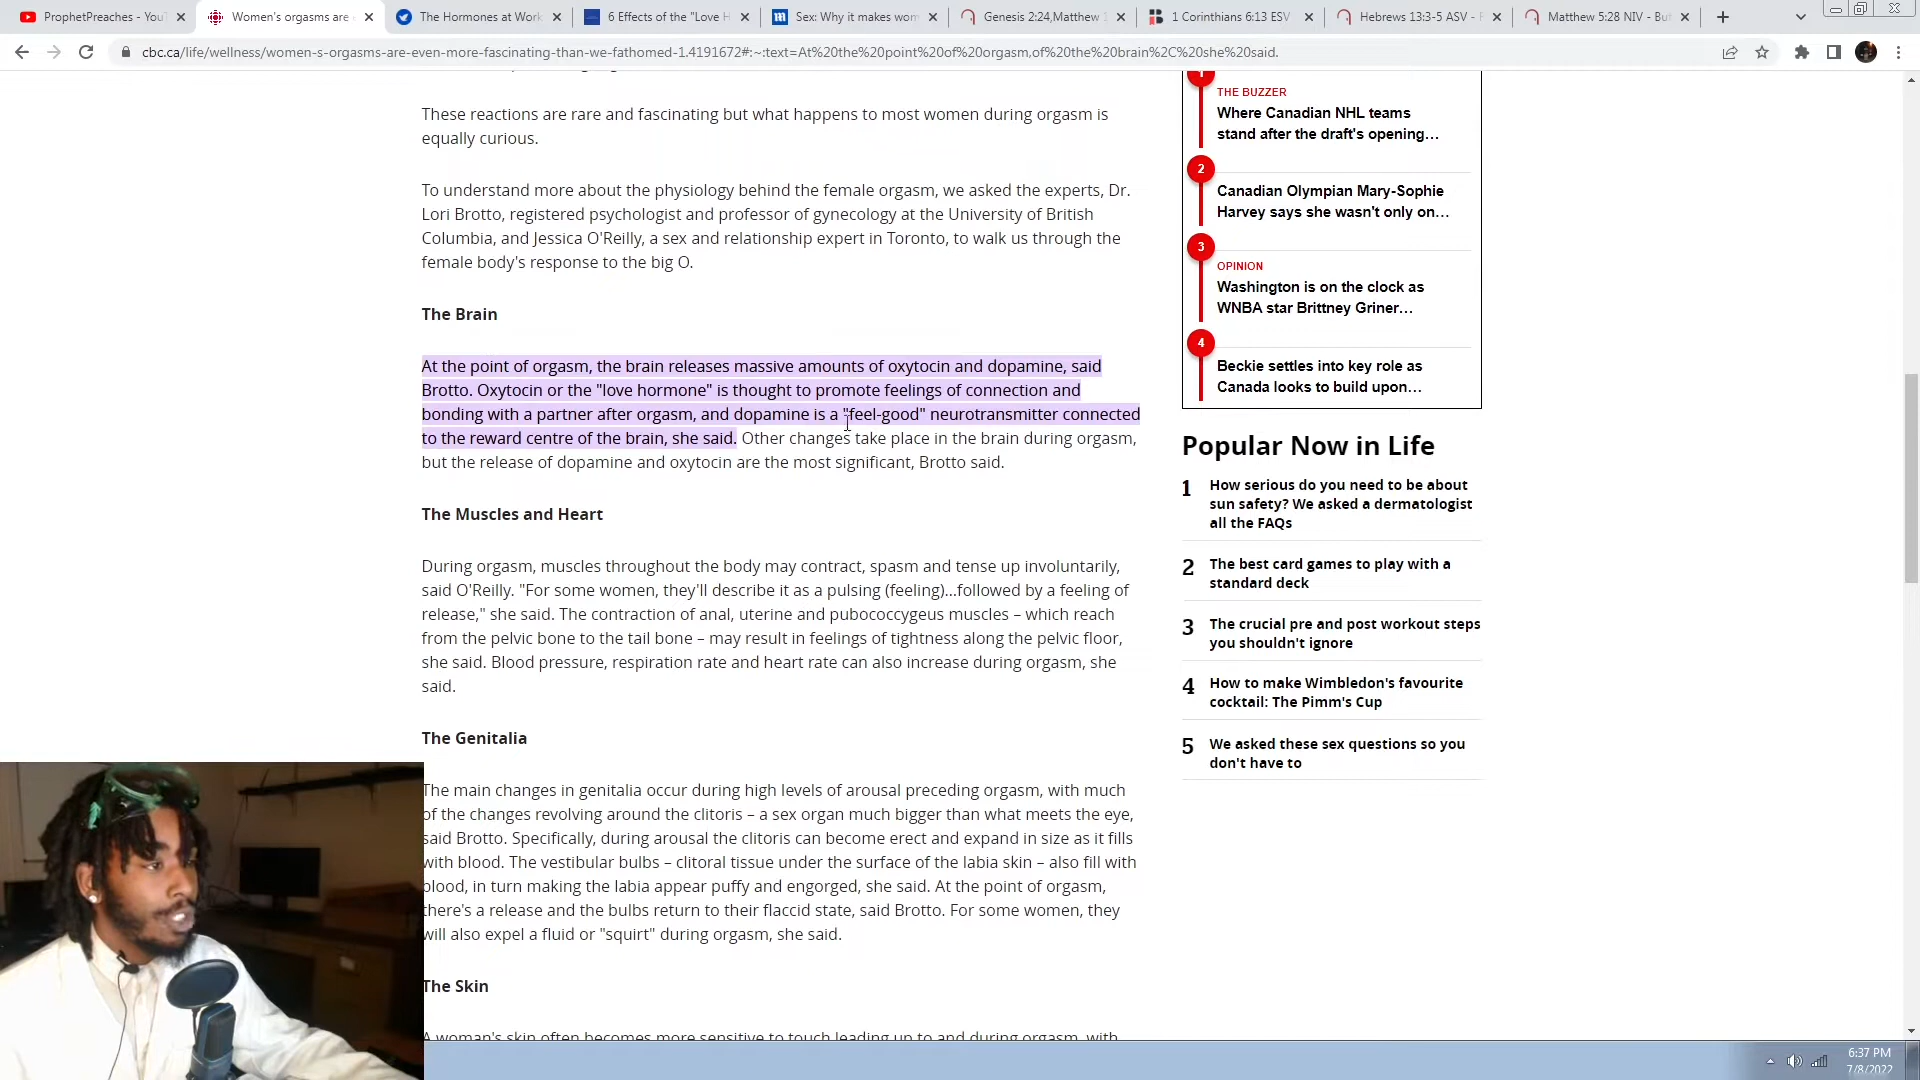 ProphetPreaches - You
Women's orgasms are
The Hormones at Work
6 Effects of the "Love H
Sex: Why it makes wom
Genesis 2:24,Matthew
1 Corinthians 6:13 ESV
Hebrews 13:3-5 ASV -
Matthew 5:28 NIV - Bu
cbc.ca/life/wellness/women-s-orgasms-are-even-more-fascinating-than-we-fathomed-1.4191672#:~:text=At%20the%20point%20of%20orgasm,of%20the%20brain%2C%20she%20said.
These reactions are rare and fascinating but what happens to most women during orgasm is
equally curious.
To understand more about the physiology behind the female orgasm, we asked the experts, Dr.
Lori Brotto, registered psychologist and professor of gynecology at the University of British
Columbia, and Jessica O'Reilly, a sex and relationship expert in Toronto, to walk us through the
female body's response to the big O.
The Brain
At the point of orgasm, the brain releases massive amounts of oxytocin and dopamine, said
Brotto. Oxytocin or the "love hormone" is thought to promote feelings of connection and
bonding with a partner after orgasm, and dopamine is a "feel-good" neurotransmitter connected
to the reward centre of the brain, she said. Other changes take place in the brain during orgasm,
but the release of dopamine and oxytocin are the most significant, Brotto said.
The Muscles and Heart
During orgasm, muscles throughout the body may contract, spasm and tense up involuntarily,
said O'Reilly. "For some women, they'll describe it as a pulsing (feeling)...followed by a feeling of
release," she said. The contraction of anal, uterine and pubococcygeus muscles – which reach
from the pelvic bone to the tail bone – may result in feelings of tightness along the pelvic floor,
she said. Blood pressure, respiration rate and heart rate can also increase during orgasm, she
said.
The Genitalia
The main changes in genitalia occur during high levels of arousal preceding orgasm, with much
of the changes revolving around the clitoris – a sex organ much bigger than what meets the eye,
said Brotto. Specifically, during arousal the clitoris can become erect and expand in size as it fills
with blood. The vestibular bulbs – clitoral tissue under the surface of the labia skin – also fill with
blood, in turn making the labia appear puffy and engorged, she said. At the point of orgasm,
there's a release and the bulbs return to their flaccid state, said Brotto. For some women, they
will also expel a fluid or "squirt" during orgasm, she said.
The Skin
A woman's skin often becomes more sensitive to touch leading up to and during orgasm, with
1
THE BUZZER
Where Canadian NHL teams
stand after the draft's opening...
2
Canadian Olympian Mary-Sophie
Harvey says she wasn't only on...
3
OPINION
Washington is on the clock as
WNBA star Brittney Griner...
4
Beckie settles into key role as
Canada looks to build upon...
Popular Now in Life
1 How serious do you need to be about
sun safety? We asked a dermatologist
all the FAQs
2 The best card games to play with a
standard deck
3 The crucial pre and post workout steps
you shouldn't ignore
4 How to make Wimbledon's favourite
cocktail: The Pimm's Cup
5 We asked these sex questions so you
don't have to
6:37 PM
7/8/2022